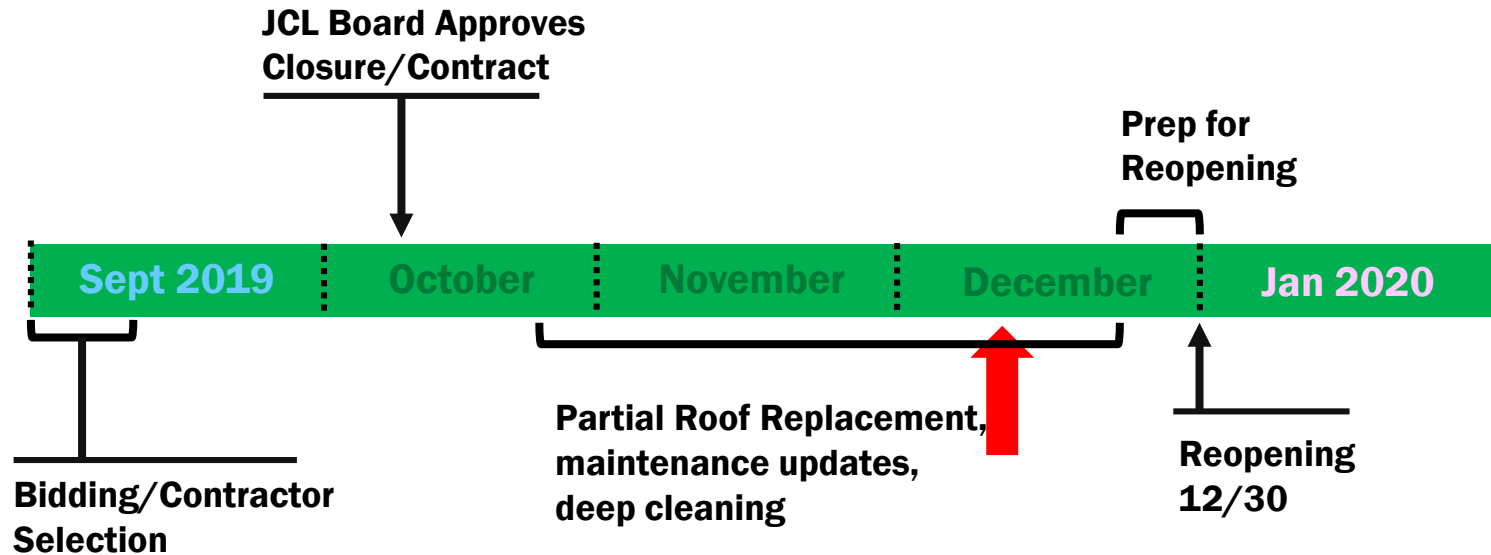 JCL Board Approves
Closure/Contract
Prep for
Reopening
Sept 2019
October
November
December
Jan 2020
Partial Roof Replacement,
maintenance updates,
deep cleaning
Reopening
12/30
Bidding/Contractor
Selection